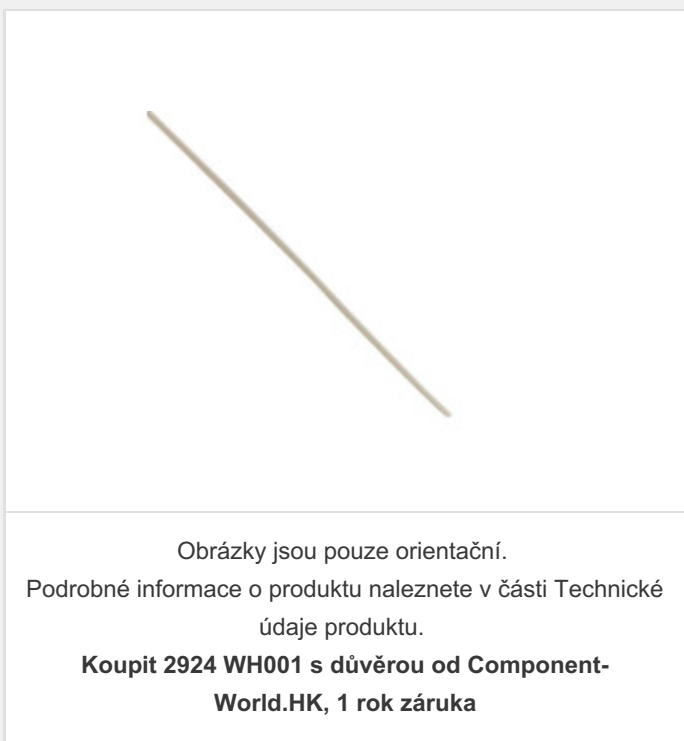 Obrázky jsou pouze orientační.
Podrobné informace o produktu naleznete v části Technické
údaje produktu.
Koupit 2924 WH001 s důvěrou od Component-
World.HK, 1 rok záruka